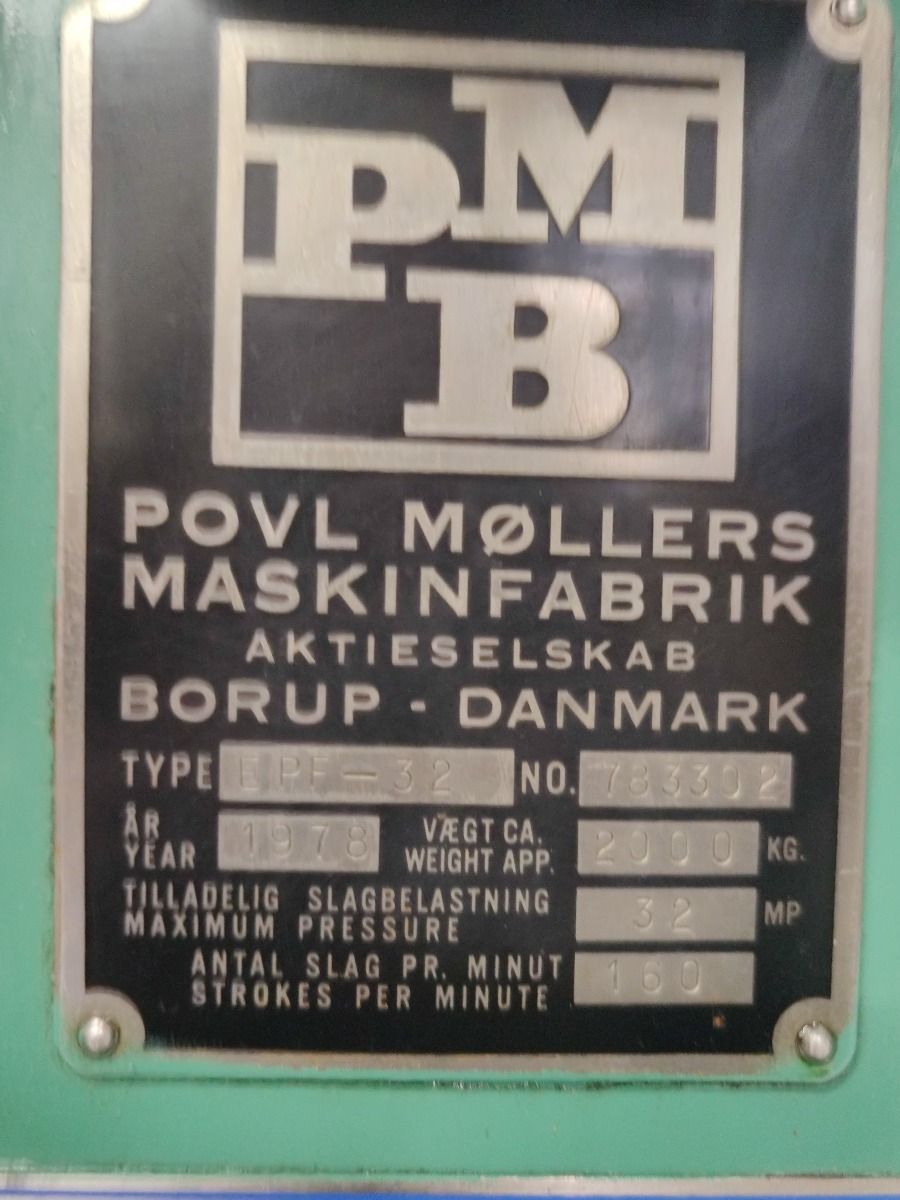 PMB
POVL MØLLERS
MASKINFABRIK
AKTIESELSKAB
BORUP - DANMARK
TYPE EPF-32 NO. 783302
ÅR 1978 VÆGT CA. 2000 KG.
YEAR WEIGHT APP.
TILLADELIG SLAGBELASTNING 32 MP
MAXIMUM PRESSURE
ANTAL SLAG PR. MINUT 160
STROKES PER MINUTE